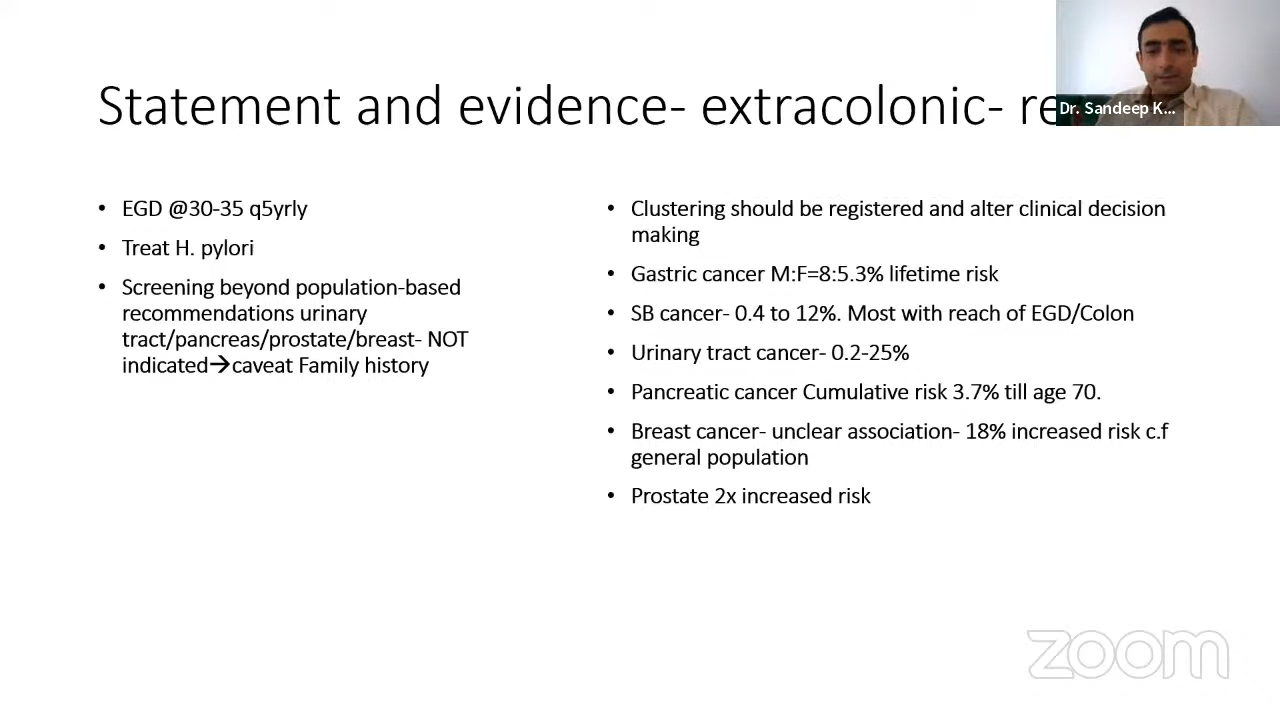 Statement and evidence- extracolonic-
Dr. Sandeep K...
• EGD @30-35 q5yrly
• Treat H. pylori
• Screening beyond population-based
recommendations urinary
tract/pancreas/prostate/breast- NOT
indicated→caveat Family history
• Clustering should be registered and alter clinical decision
making
• Gastric cancer M:F=8:5.3% lifetime risk
• SB cancer- 0.4 to 12%. Most with reach of EGD/Colon
• Urinary tract cancer- 0.2-25%
• Pancreatic cancer Cumulative risk 3.7% till age 70.
• Breast cancer- unclear association- 18% increased risk c.f
general population
• Prostate 2x increased risk
zoom